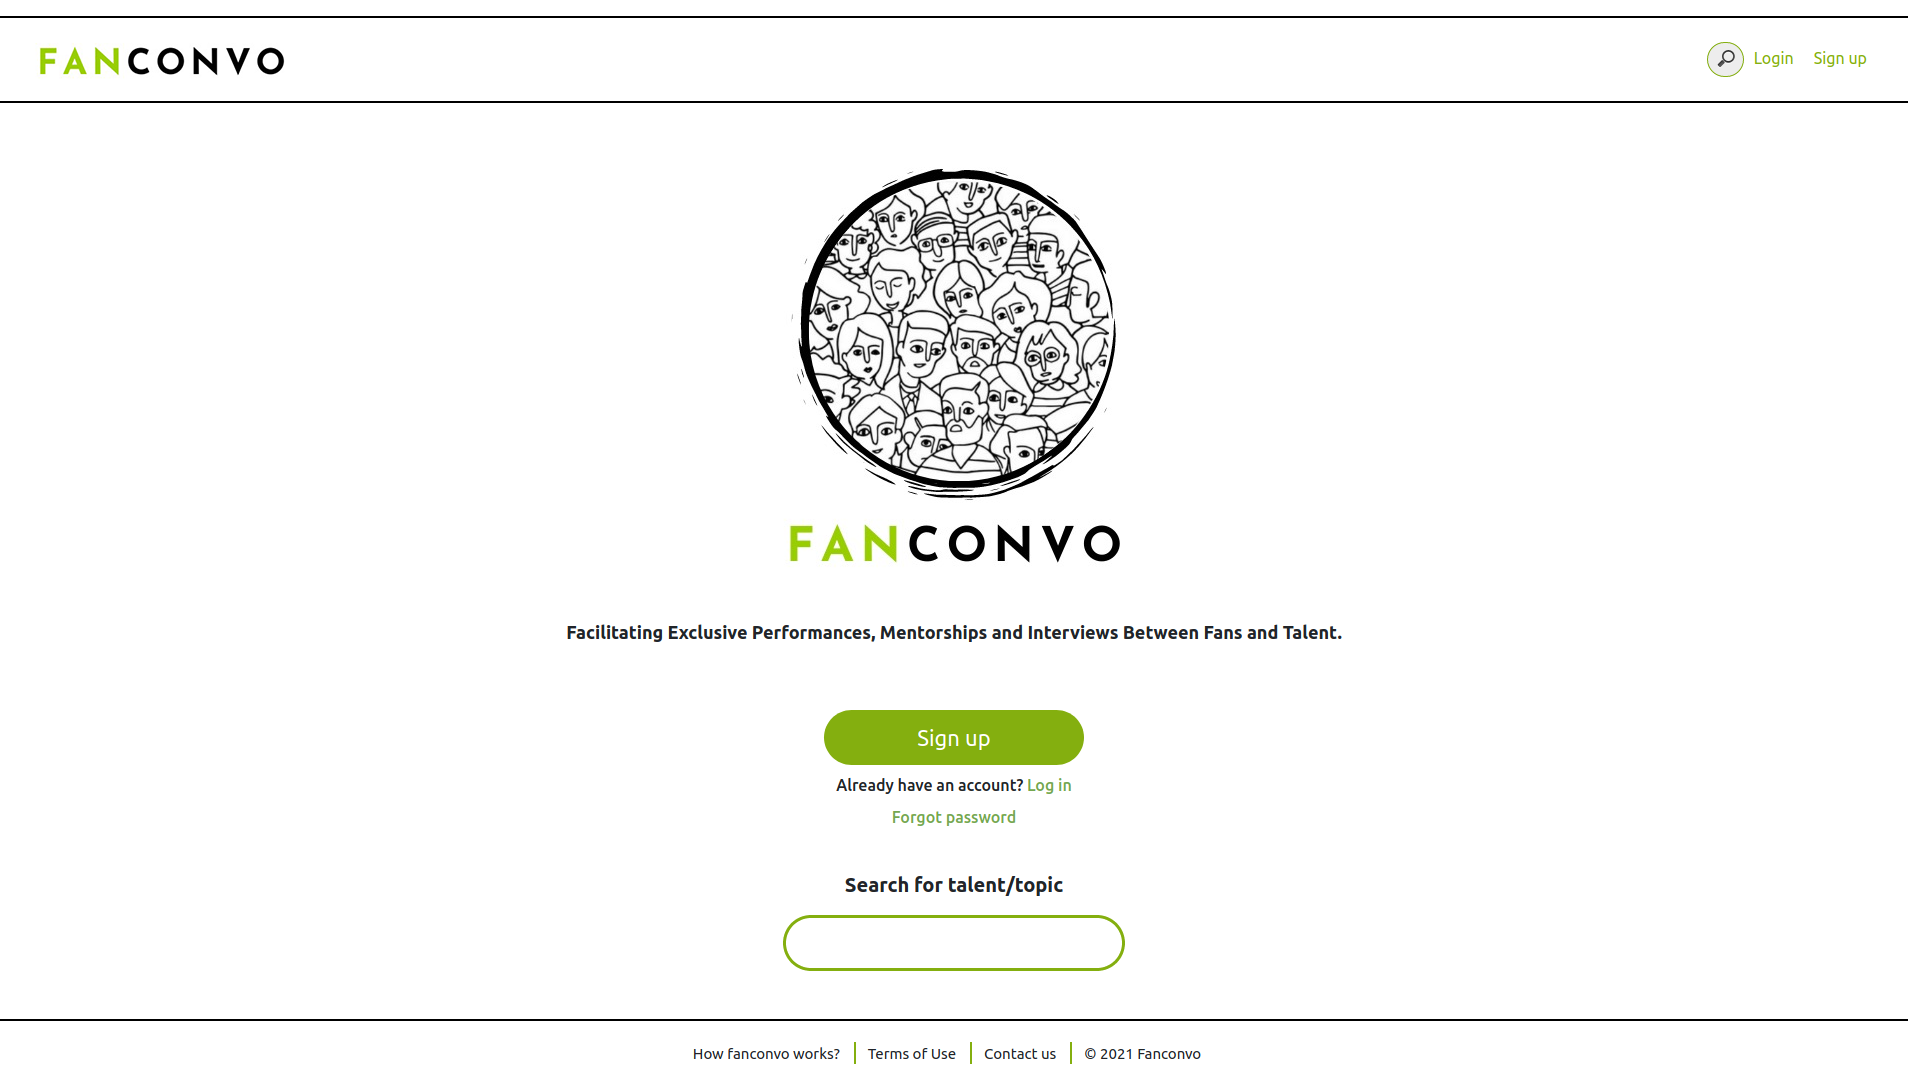 FANCONVO
Login Sign up
FANCONVO
Facilitating Exclusive Performances, Mentorships and Interviews Between Fans and Talent.
Sign up
Already have an account? Log in
Forgot password
Search for talent/topic
How fanconvo works? Terms of Use Contact us © 2021 Fanconvo